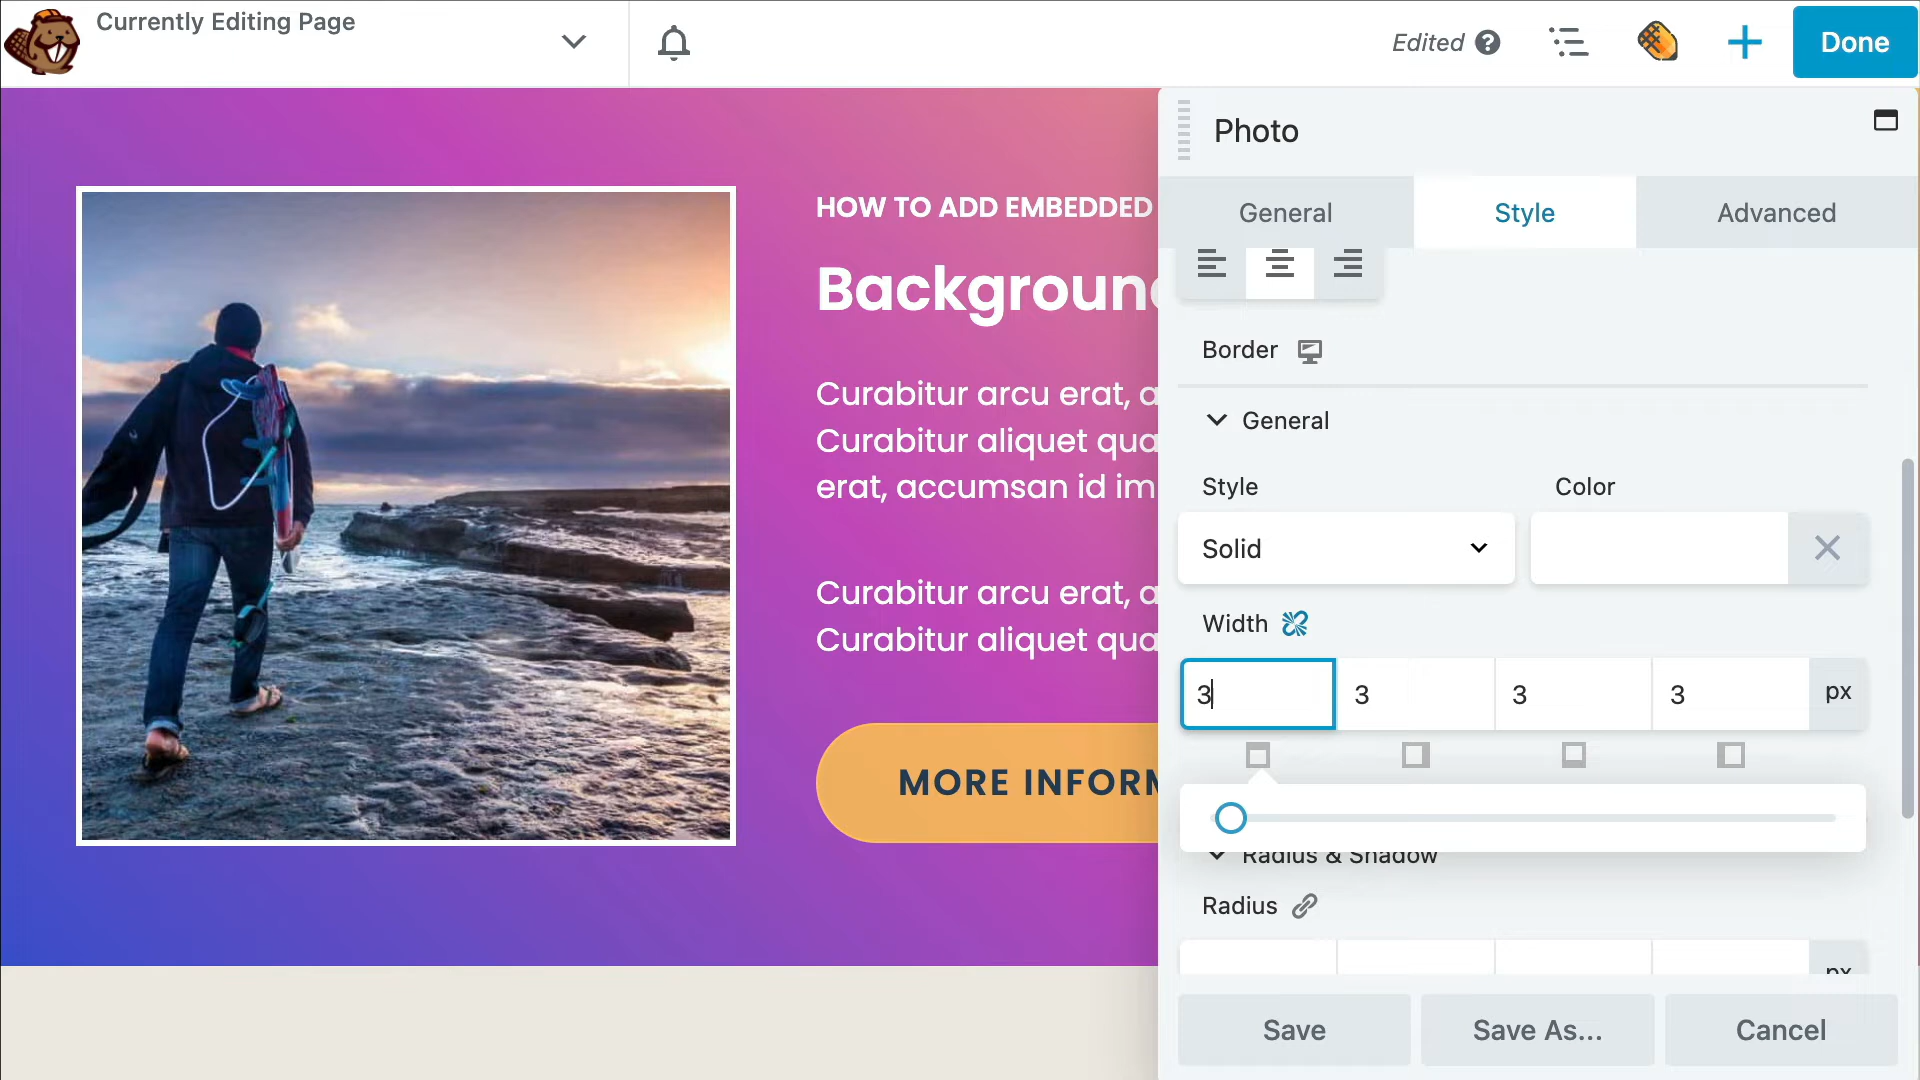 Currently Editing Page
Edited ?
Done
Photo
General Style Advanced
HOW TO ADD EMBEDDED
Background
Curabitur arcu erat, a
Curabitur aliquet qua
erat, accumsan id im
Curabitur arcu erat, a
Curabitur aliquet qua
MORE INFORM
Border
General
Style Color
Solid
Width
3 3 3 3 px
Radius & Shadow
Radius
px
Save Save As... Cancel